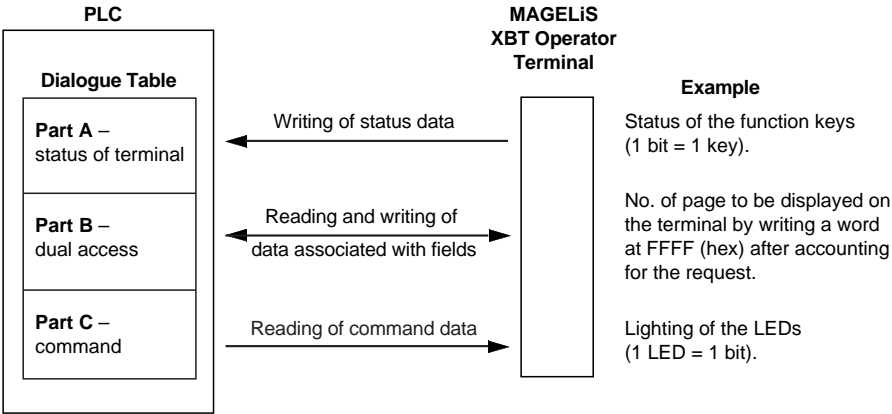 PLC
MAGELiS
XBT Operator
Terminal
Dialogue Table
Example
Part A –
status of terminal
Writing of status data
Status of the function keys
(1 bit = 1 key).
Part B –
dual access
Reading and writing of
data associated with fields
No. of page to be displayed on
the terminal by writing a word
at FFFF (hex) after accounting
for the request.
Part C –
command
Reading of command data
Lighting of the LEDs
(1 LED = 1 bit).